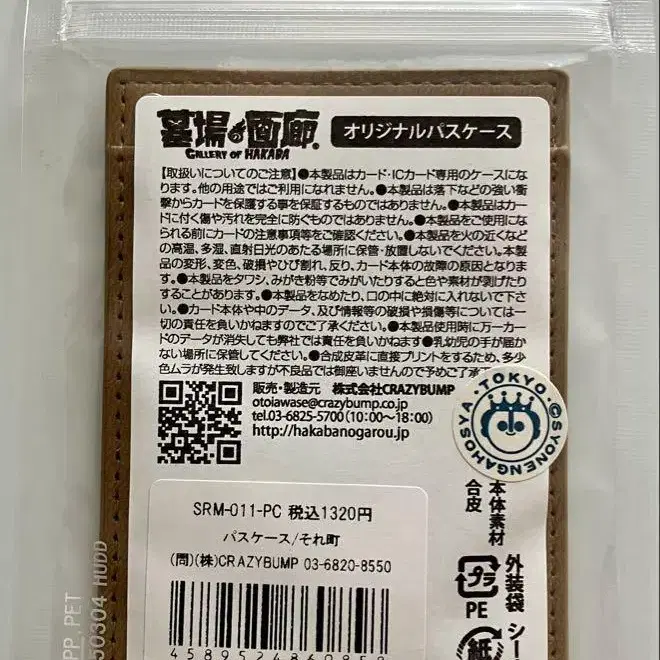 墓場の画廊®
GALLERY OF HAKABA
オリジナルパスケース
【取扱いについてのご注意】●本製品はカード・ICカード専用のケースにな
ります。他の用途ではご利用になれません。●本製品は落下などの強い衝
撃からカードを保護する事を保証するものではありません。●本製品はカー
ドに付く傷や汚れを完全に防ぐものではありません。●本製品をご使用にな
られる前にカードの注意事項等をご確認ください。●本製品を火の近くなど
の高温、多湿、直射日光のあたる場所に保管・放置しないでください。本製
品の変形、変色、破損やひび割れ、反り、カード本体の故障の原因となりま
す。●本製品をタワシ、みがき粉等でみがいたりすると色や素材が剥げたり
することがあります。●本製品をなめたり、口の中に絶対に入れないで下さ
い。●カード本体や中のデータ、及び情報等の破損や損傷等については一
切の責任を負いかねますのでご了承ください。●本製品使用時に万一カー
ドのデータが消失しても弊社では責任を負いかねます●乳幼児の手が届か
ない場所に保管してください。●合成皮革に直接プリントをするため、多少
色ムラが発生致しますが不良品では御座いませんので予めご了承下
販売・製造元 株式会社CRAZYBUMP
otoiawase@crazybump.co.jp
tel.03-6825-5700(10:00〜18:00)
http://hakabanogarou.jp
TOKYO.©SYONENGAHOSYA.
本体素材
合皮
外装袋
プラ
PE
シー
紙
SRM-011-PC 税込1320円
パスケース/それ町
(問)(株)CRAZYBUMP 03-6820-8550
PP,PET
50304 HUDD